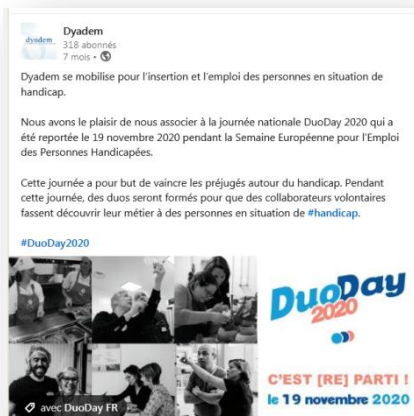 dyadem
Dyadem
318 abonnés
7 mois •
Dyadem se mobilise pour l'insertion et l'emploi des personnes en situation de
handicap.
Nous avons le plaisir de nous associer à la journée nationale DuoDay 2020 qui a
été reportée le 19 novembre 2020 pendant la Semaine Européenne pour l'Emploi
des Personnes Handicapées.
Cette journée a pour but de vaincre les préjugés autour du handicap. Pendant
cette journée, des duos seront formés pour que des collaborateurs volontaires
fassent découvrir leur métier à des personnes en situation de #handicap.
#DuoDay2020
DuoDay
2020
C'EST [RE] PARTI !
le 19 novembre 2020
avec DuoDay FR